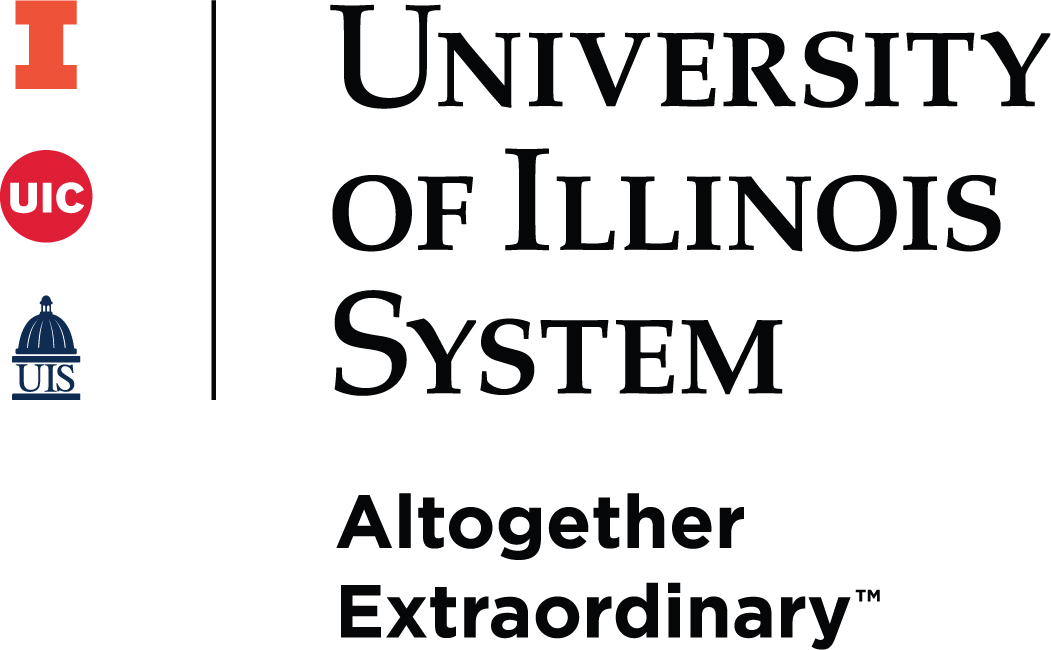 I
UIC
UIS
UNIVERSITY
OF ILLINOIS
SYSTEM
Altogether
Extraordinary™